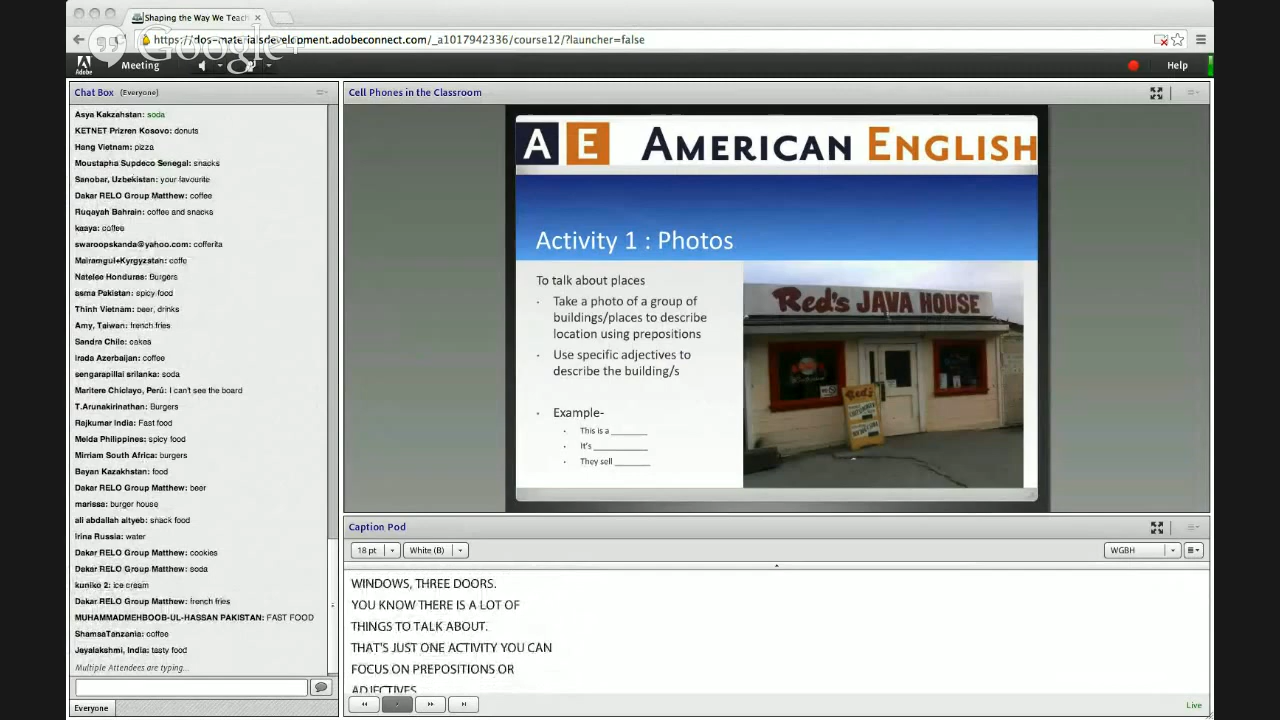 Shaping the Way We Teach
Google+
https://dos-materialsdevelopment.adobeconnect.com/_a1017942336/course12/?launcher=false
Adobe
Meeting
Help
Chat Box (Everyone)
Asya Kakzahstan: soda
KETNET Prizren Kosovo: donuts
Hang Vietnam: pizza
Moustapha Supdeco Senegal: snacks
Sanobar, Uzbekistan: your favourite
Dakar RELO Group Matthew: coffee
Ruqayah Bahrain: coffee and snacks
kaaya: coffee
swaroopskanda@yahoo.com: cofferita
Mairamgul+Kyrgyzstan: coffe
Natelee Honduras: Burgers
asma Pakistan: spicy food
Thinh Vietnam: beer, drinks
Amy, Taiwan: french fries
Sandra Chile: cakes
Irada Azerbaijan: coffee
sengarapillai srilanka: soda
Maritere Chiclayo, Perú: I can't see the board
T.Arunakirinathan: Burgers
Rajkumar india: Fast food
Melda Philippines: spicy food
Mirriam South Africa: burgers
Bayan Kazakhstan: food
Dakar RELO Group Matthew: beer
marissa: burger house
ali abdallah altyeb: snack food
Irina Russia: water
Dakar RELO Group Matthew: cookies
Dakar RELO Group Matthew: soda
kuniko 2: ice cream
Dakar RELO Group Matthew: french fries
MUHAMMADMEHBOOB-UL-HASSAN PAKISTAN: FAST FOOD
ShamsaTanzania: coffee
Jayalakshmi, India: tasty food
Multiple Attendees are typing...
Everyone
Cell Phones in the Classroom
AE AMERICAN ENGLISH
Activity 1 : Photos
To talk about places
· Take a photo of a group of
buildings/places to describe
location using prepositions
· Use specific adjectives to
describe the building/s
· Example-
· This is a ________
· It's ____________
· They sell ________
Red's JAVA HOUSE
Red's
Caption Pod
18 pt White (B) WGBH
WINDOWS, THREE DOORS.
YOU KNOW THERE IS A LOT OF
THINGS TO TALK ABOUT.
THAT'S JUST ONE ACTIVITY YOU CAN
FOCUS ON PREPOSITIONS OR
ADJECTIVES
Live